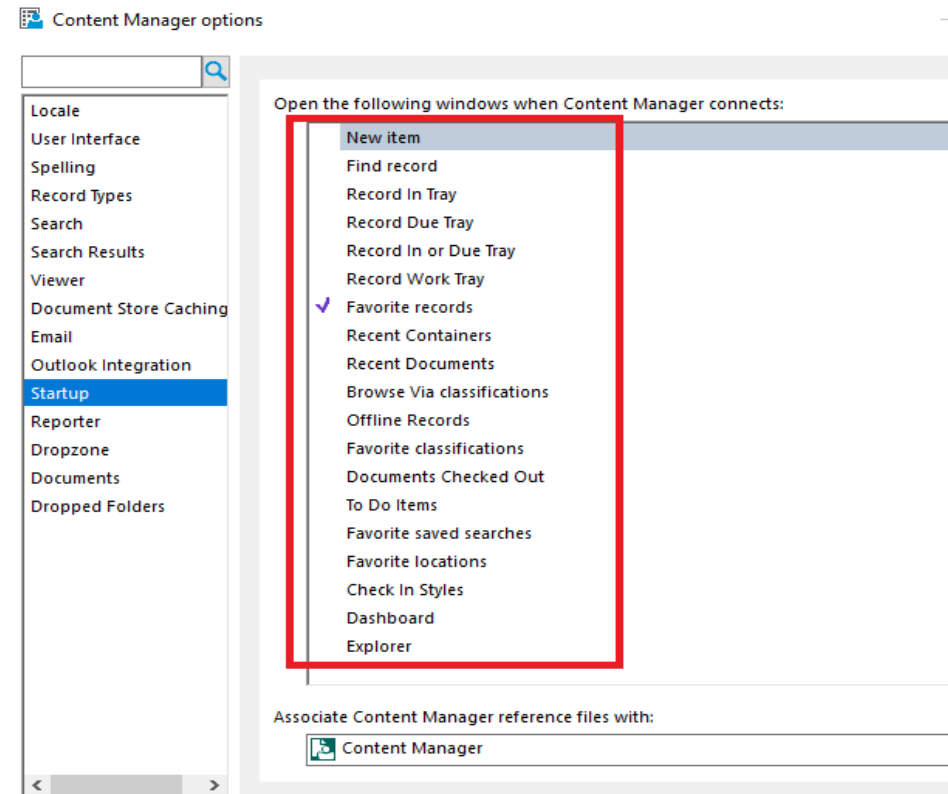 Content Manager options
Locale
User Interface
Spelling
Record Types
Search
Search Results
Viewer
Document Store Caching
Email
Outlook Integration
Startup
Reporter
Dropzone
Documents
Dropped Folders
Open the following windows when Content Manager connects:
New item
Find record
Record In Tray
Record Due Tray
Record In or Due Tray
Record Work Tray
Favorite records
Recent Containers
Recent Documents
Browse Via classifications
Offline Records
Favorite classifications
Documents Checked Out
To Do Items
Favorite saved searches
Favorite locations
Check In Styles
Dashboard
Explorer
Associate Content Manager reference files with:
Content Manager